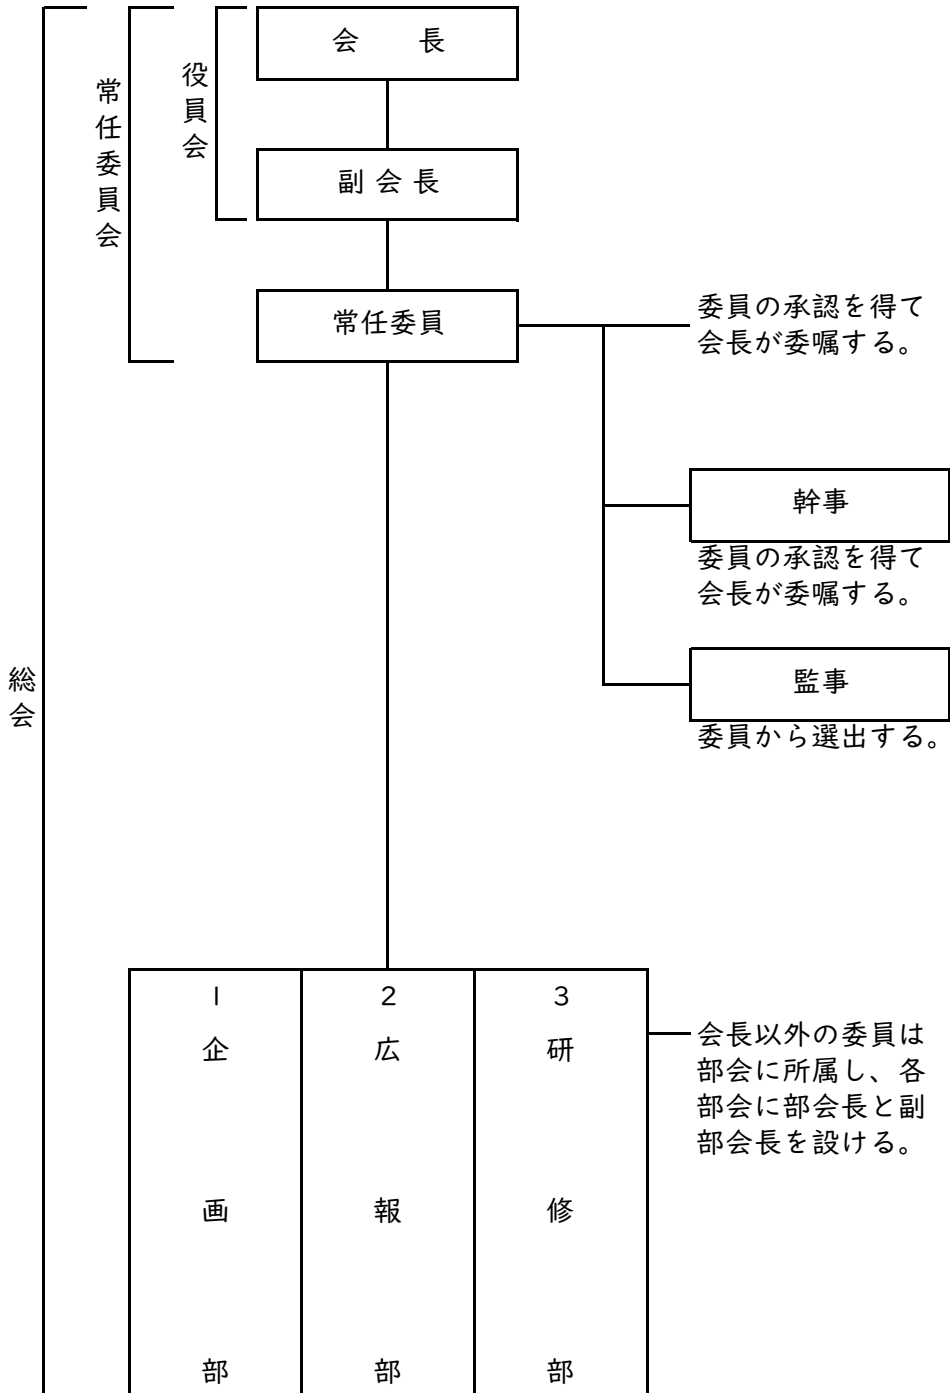 会　長
役員会
常任委員会
副会長
常任委員
委員の承認を得て
会長が委嘱する。
幹事
委員の承認を得て
会長が委嘱する。
監事
委員から選出する。
総会
1 企画部
2 広報部
3 研修部
会長以外の委員は
部会に所属し、各
部会に部会長と副
部会長を設ける。